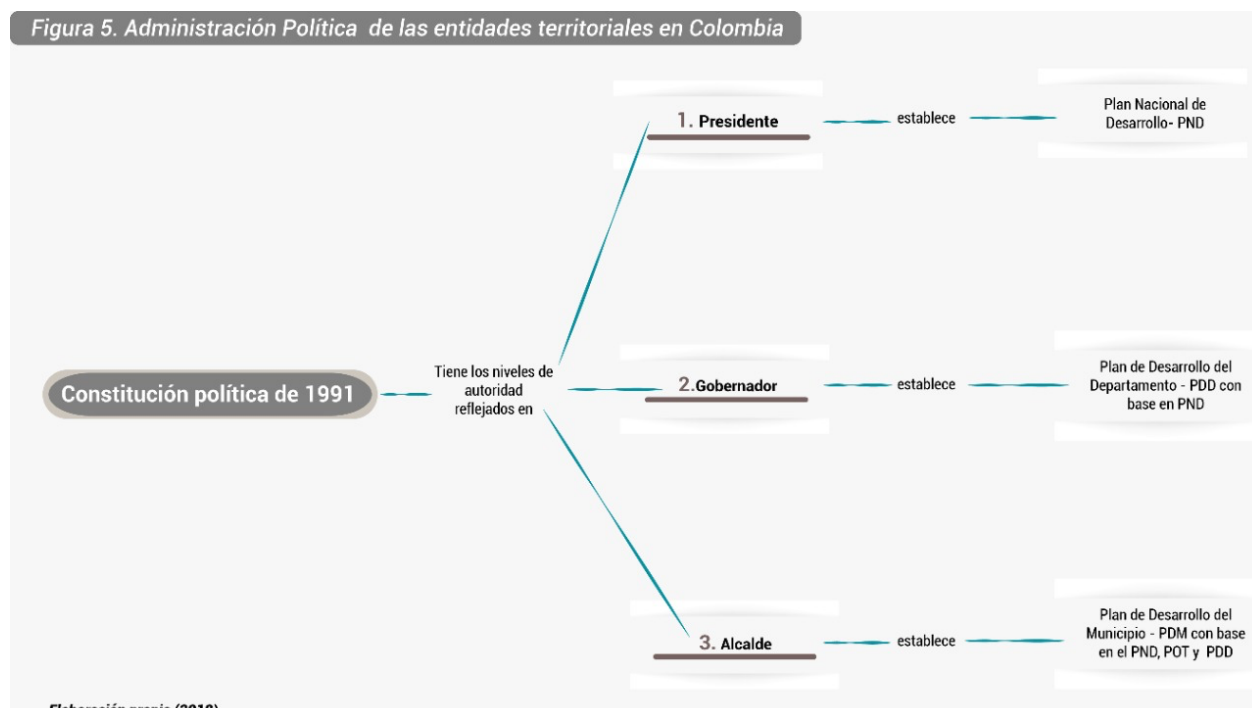 Figura 5. Administración Política de las entidades territoriales en Colombia
1. Presidente
establece
Plan Nacional de
Desarrollo- PND
Constitución política de 1991
Tiene los niveles de
autoridad
reflejados en
2.Gobernador
establece
Plan de Desarrollo del
Departamento - PDD con
base en PND
3. Alcalde
establece
Plan de Desarrollo del
Municipio - PDM con base
en el PND, POT y PDD